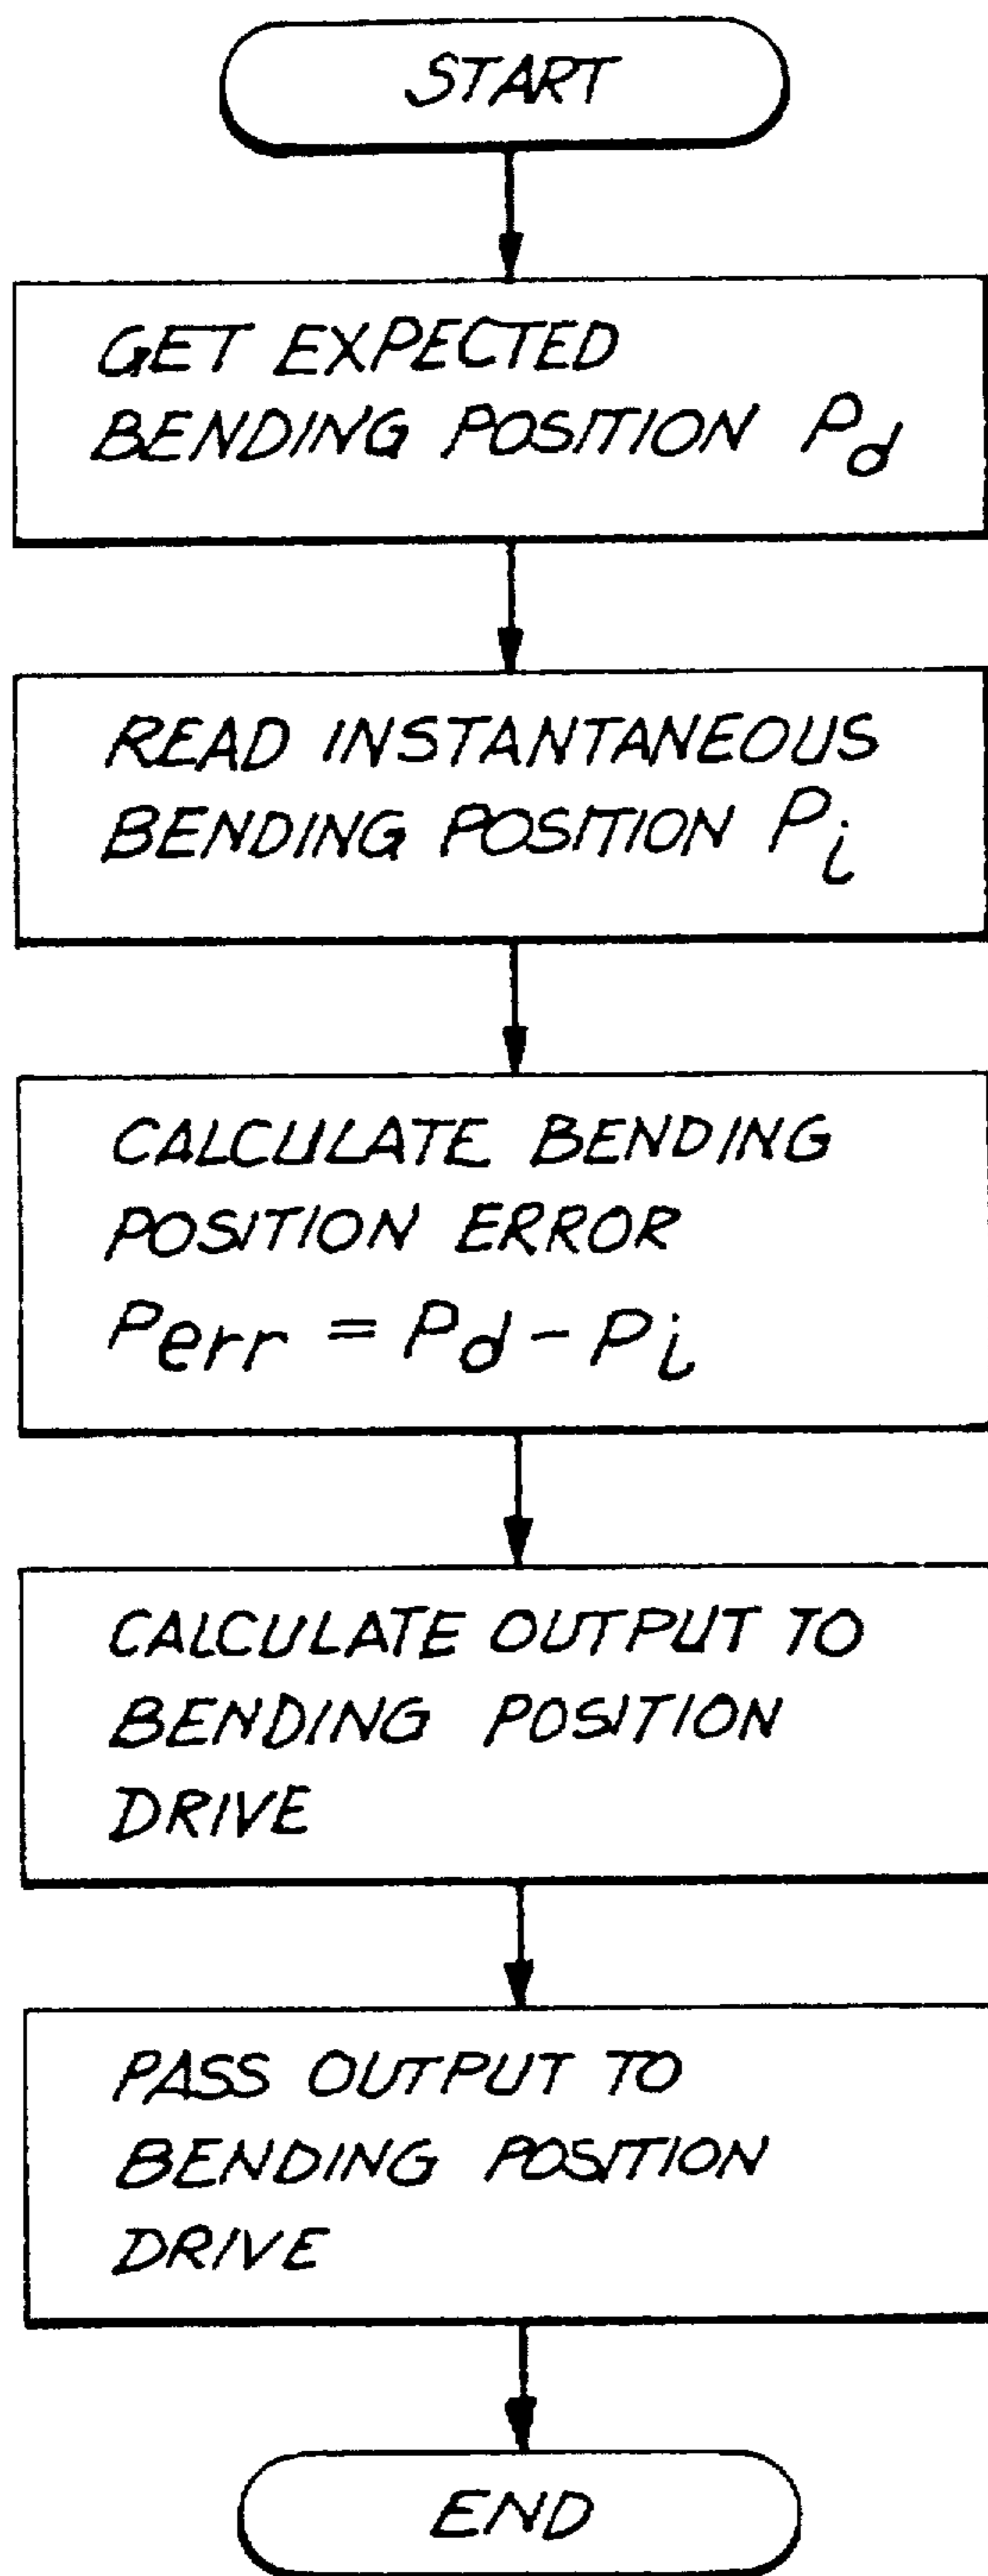 START
GET EXPECTED
BENDING POSITION Pd
READ INSTANTANEOUS
BENDING POSITION Pi
CALCULATE BENDING
POSITION ERROR
Perr = Pd - Pi
CALCULATE OUTPUT TO
BENDING POSITION
DRIVE
PASS OUTPUT TO
BENDING POSITION
DRIVE
END